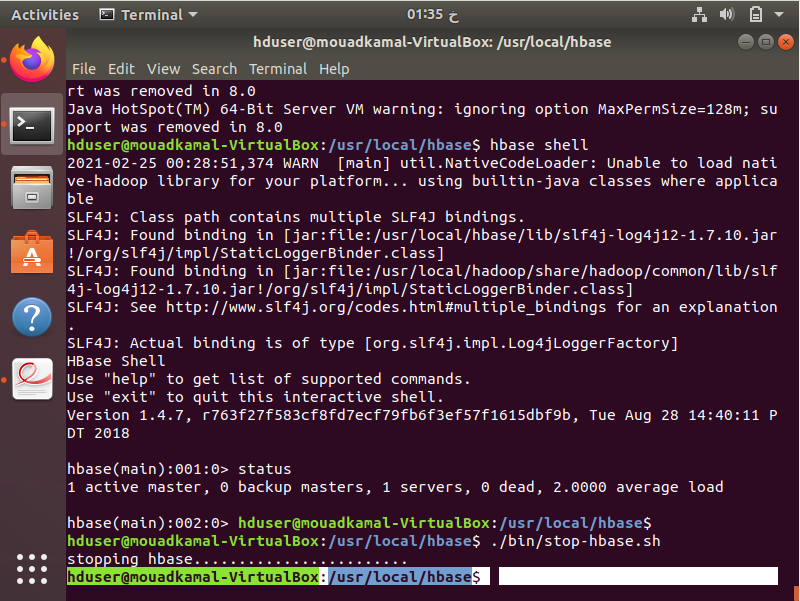 Activities Terminal خ 01:35
hduser@mouadkamal-VirtualBox: /usr/local/hbase
File Edit View Search Terminal Help
rt was removed in 8.0
Java HotSpot(TM) 64-Bit Server VM warning: ignoring option MaxPermSize=128m; su
pport was removed in 8.0
hduser@mouadkamal-VirtualBox:/usr/local/hbase$ hbase shell
2021-02-25 00:28:51,374 WARN  [main] util.NativeCodeLoader: Unable to load nati
ve-hadoop library for your platform... using builtin-java classes where applica
ble
SLF4J: Class path contains multiple SLF4J bindings.
SLF4J: Found binding in [jar:file:/usr/local/hbase/lib/slf4j-log4j12-1.7.10.jar
!/org/slf4j/impl/StaticLoggerBinder.class]
SLF4J: Found binding in [jar:file:/usr/local/hadoop/share/hadoop/common/lib/slf
4j-log4j12-1.7.10.jar!/org/slf4j/impl/StaticLoggerBinder.class]
SLF4J: See http://www.slf4j.org/codes.html#multiple_bindings for an explanation
.
SLF4J: Actual binding is of type [org.slf4j.impl.Log4jLoggerFactory]
HBase Shell
Use "help" to get list of supported commands.
Use "exit" to quit this interactive shell.
Version 1.4.7, r763f27f583cf8fd7ecf79fb6f3ef57f1615dbf9b, Tue Aug 28 14:40:11 P
DT 2018
hbase(main):001:0> status
1 active master, 0 backup masters, 1 servers, 0 dead, 2.0000 average load
hbase(main):002:0> hduser@mouadkamal-VirtualBox:/usr/local/hbase$
hduser@mouadkamal-VirtualBox:/usr/local/hbase$ ./bin/stop-hbase.sh
stopping hbase........................
hduser@mouadkamal-VirtualBox:/usr/local/hbase$